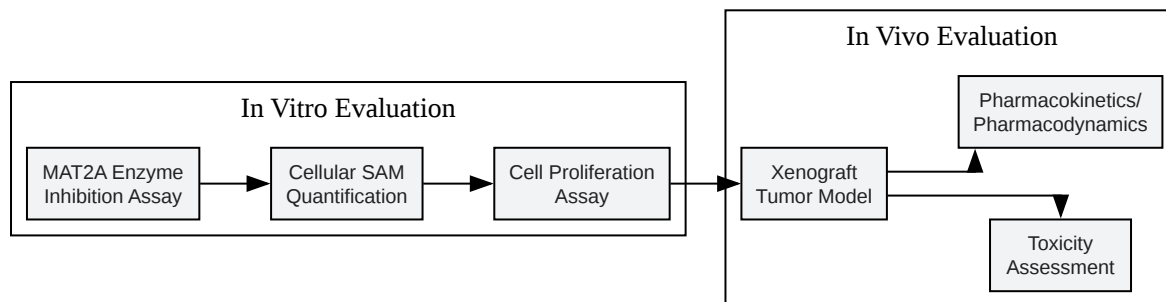 In Vitro Evaluation
MAT2A Enzyme
Inhibition Assay
Cellular SAM
Quantification
Cell Proliferation
Assay
In Vivo Evaluation
Xenograft
Tumor Model
Pharmacokinetics/
Pharmacodynamics
Toxicity
Assessment